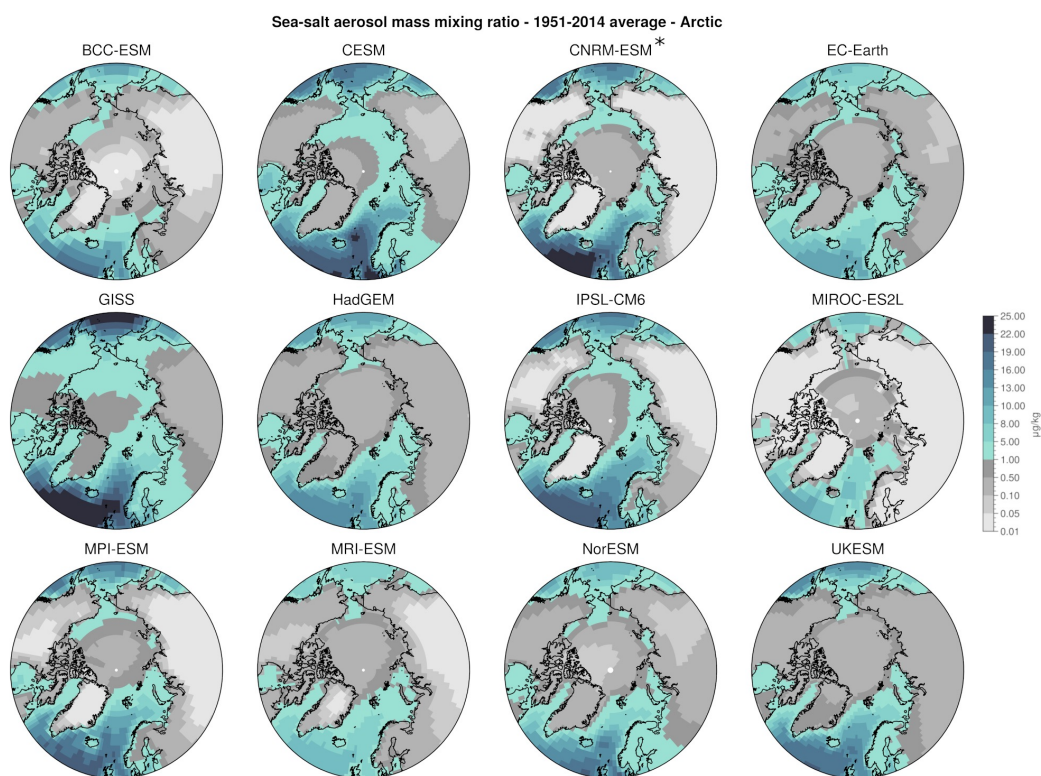 Sea-salt aerosol mass mixing ratio - 1951-2014 average - Arctic
BCC-ESM
CESM
CNRM-ESM*
EC-Earth
GISS
HadGEM
IPSL-CM6
MIROC-ES2L
25.00
22.00
19.00
16.00
13.00
10.00
8.00
5.00
1.00
0.50
0.10
0.05
0.01
µg/kg
MPI-ESM
MRI-ESM
NorESM
UKESM